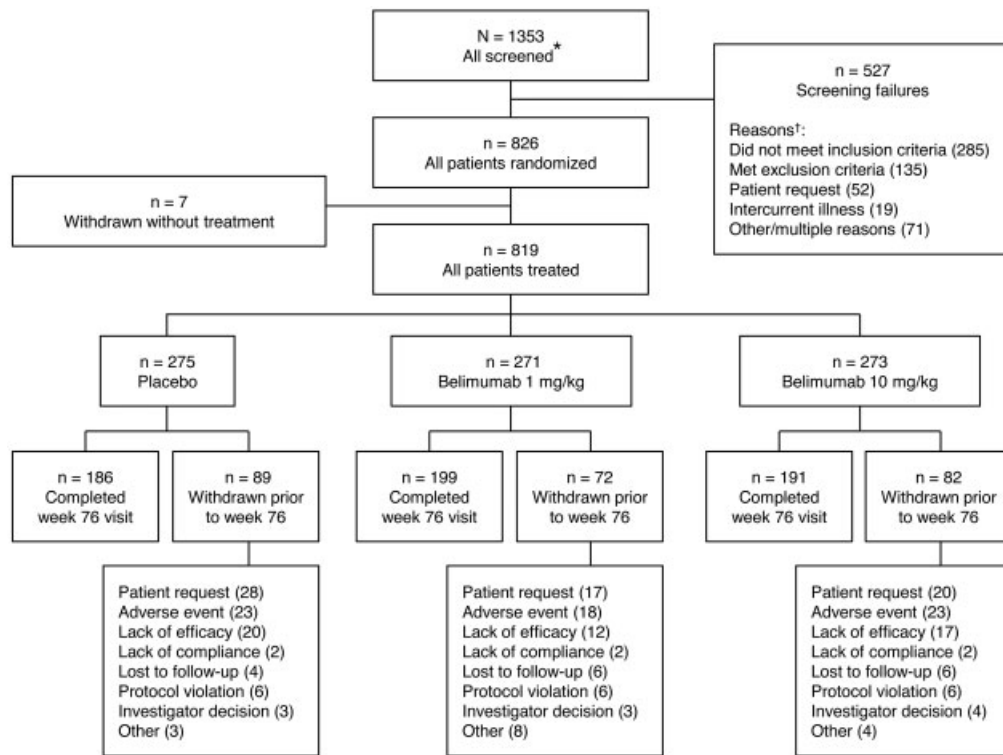 N = 1353
All screened*
n = 527
Screening failures
Reasons†:
Did not meet inclusion criteria (285)
Met exclusion criteria (135)
Patient request (52)
Intercurrent illness (19)
Other/multiple reasons (71)
n = 826
All patients randomized
n = 7
Withdrawn without treatment
n = 819
All patients treated
n = 275
Placebo
n = 271
Belimumab 1 mg/kg
n = 273
Belimumab 10 mg/kg
n = 186
Completed
week 76 visit
n = 89
Withdrawn prior
to week 76
n = 199
Completed
week 76 visit
n = 72
Withdrawn prior
to week 76
n = 191
Completed
week 76 visit
n = 82
Withdrawn prior
to week 76
Patient request (28)
Adverse event (23)
Lack of efficacy (20)
Lack of compliance (2)
Lost to follow-up (4)
Protocol violation (6)
Investigator decision (3)
Other (3)
Patient request (17)
Adverse event (18)
Lack of efficacy (12)
Lack of compliance (2)
Lost to follow-up (6)
Protocol violation (6)
Investigator decision (3)
Other (8)
Patient request (20)
Adverse event (23)
Lack of efficacy (17)
Lack of compliance (2)
Lost to follow-up (6)
Protocol violation (6)
Investigator decision (4)
Other (4)